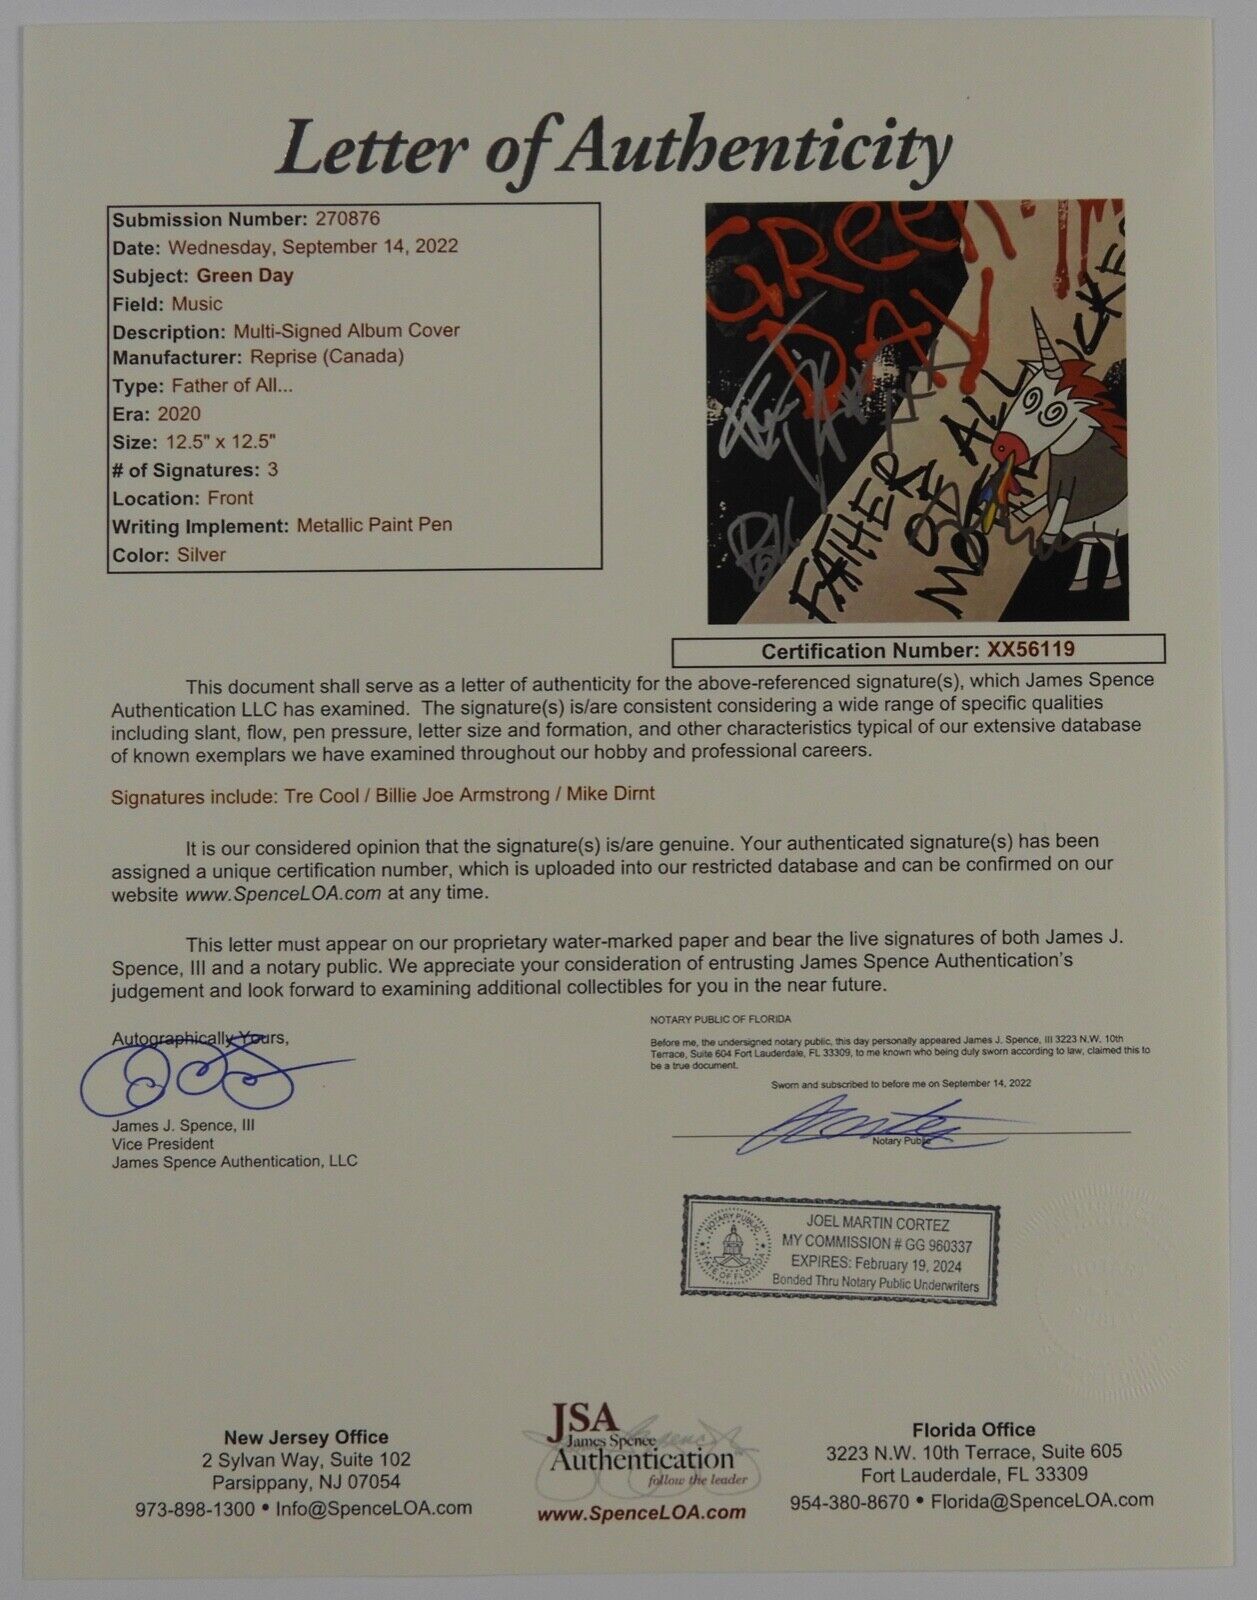 Letter of Authenticity
Submission Number: 270876
Date: Wednesday, September 14, 2022
Subject: Green Day
Field: Music
Description: Multi-Signed Album Cover
Manufacturer: Reprise (Canada)
Type: Father of All...
Era: 2020
Size: 12.5" x 12.5"
# of Signatures: 3
Location: Front
Writing Implement: Metallic Paint Pen
Color: Silver
GREEN
DAY
FATHER OF ALL
Certification Number: XX56119
This document shall serve as a letter of authenticity for the above-referenced signature(s), which James Spence
Authentication LLC has examined. The signature(s) is/are consistent considering a wide range of specific qualities
including slant, flow, pen pressure, letter size and formation, and other characteristics typical of our extensive database
of known exemplars we have examined throughout our hobby and professional careers.
Signatures include: Tre Cool / Billie Joe Armstrong / Mike Dirnt
It is our considered opinion that the signature(s) is/are genuine. Your authenticated signature(s) has been
assigned a unique certification number, which is uploaded into our restricted database and can be confirmed on our
website www.SpenceLOA.com at any time.
This letter must appear on our proprietary water-marked paper and bear the live signatures of both James J.
Spence, III and a notary public. We appreciate your consideration of entrusting James Spence Authentication's
judgement and look forward to examining additional collectibles for you in the near future.
Autographically Yours,
James J. Spence, III
Vice President
James Spence Authentication, LLC
NOTARY PUBLIC OF FLORIDA
Before me, the undersigned notary public, this day personally appeared James J. Spence, III 3223 N.W. 10th
Terrace, Suite 604 Fort Lauderdale, FL 33309, to me known who being duly sworn according to law, claimed this to
be a true document.
Sworn and subscribed to before me on September 14, 2022
Notary Public
NOTARY PUBLIC
STATE OF FLORIDA
JOEL MARTIN CORTEZ
MY COMMISSION # GG 960337
EXPIRES: February 19, 2024
Bonded Thru Notary Public Underwriters
New Jersey Office
2 Sylvan Way, Suite 102
Parsippany, NJ 07054
973-898-1300 • Info@SpenceLOA.com
JSA
James Spence
Authentication
follow the leader
www.SpenceLOA.com
Florida Office
3223 N.W. 10th Terrace, Suite 605
Fort Lauderdale, FL 33309
954-380-8670 • Florida@SpenceLOA.com